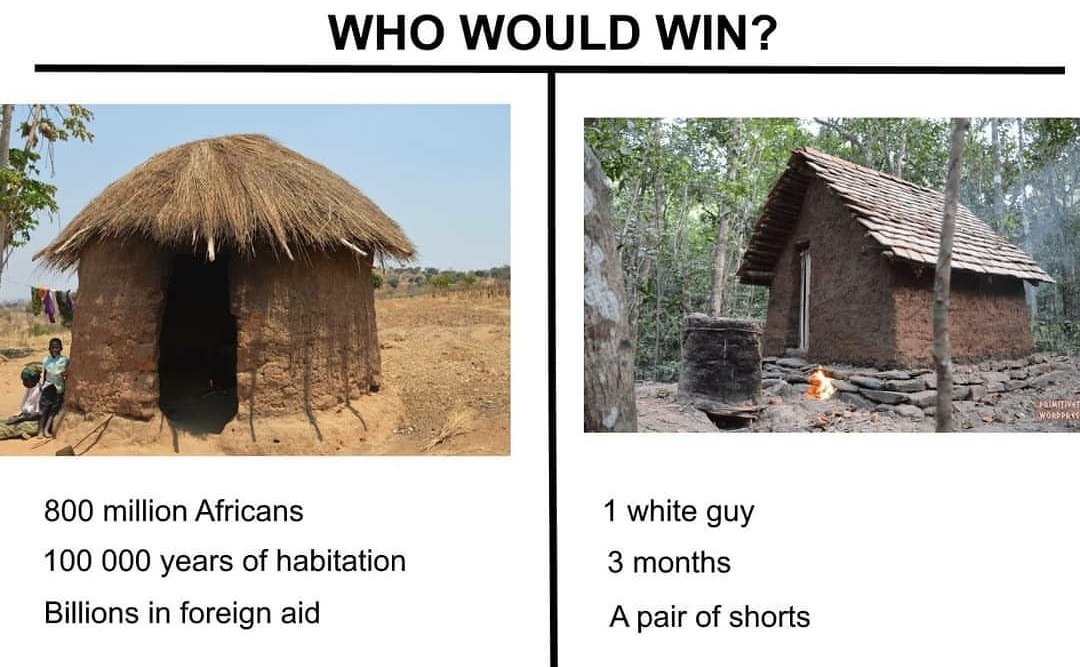 WHO WOULD WIN?
800 million Africans
100 000 years of habitation
Billions in foreign aid
1 white guy
3 months
A pair of shorts